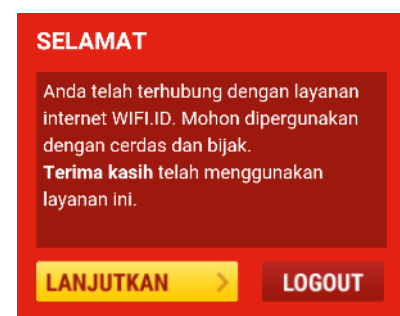 SELAMAT
Anda telah terhubung dengan layanan
internet WIFI.ID. Mohon dipergunakan
dengan cerdas dan bijak.
Terima kasih telah menggunakan
layanan ini.
LANJUTKAN
LOGOUT